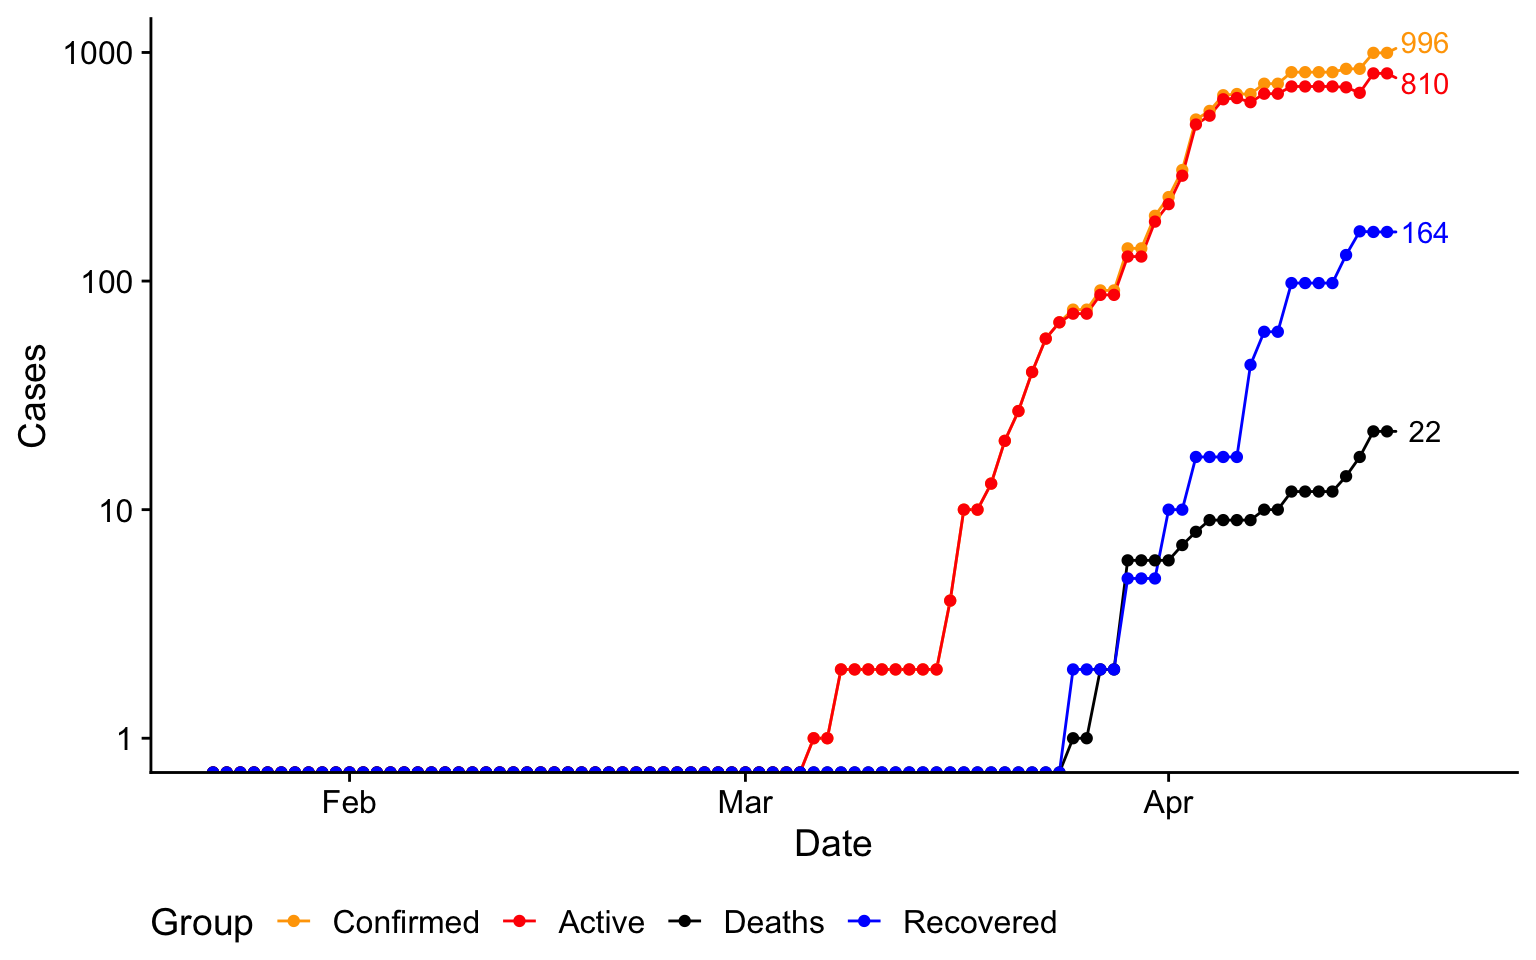 1000
996
810
100
164
Cases
22
10
1
Feb Mar Apr
Date
Group Confirmed Active Deaths Recovered